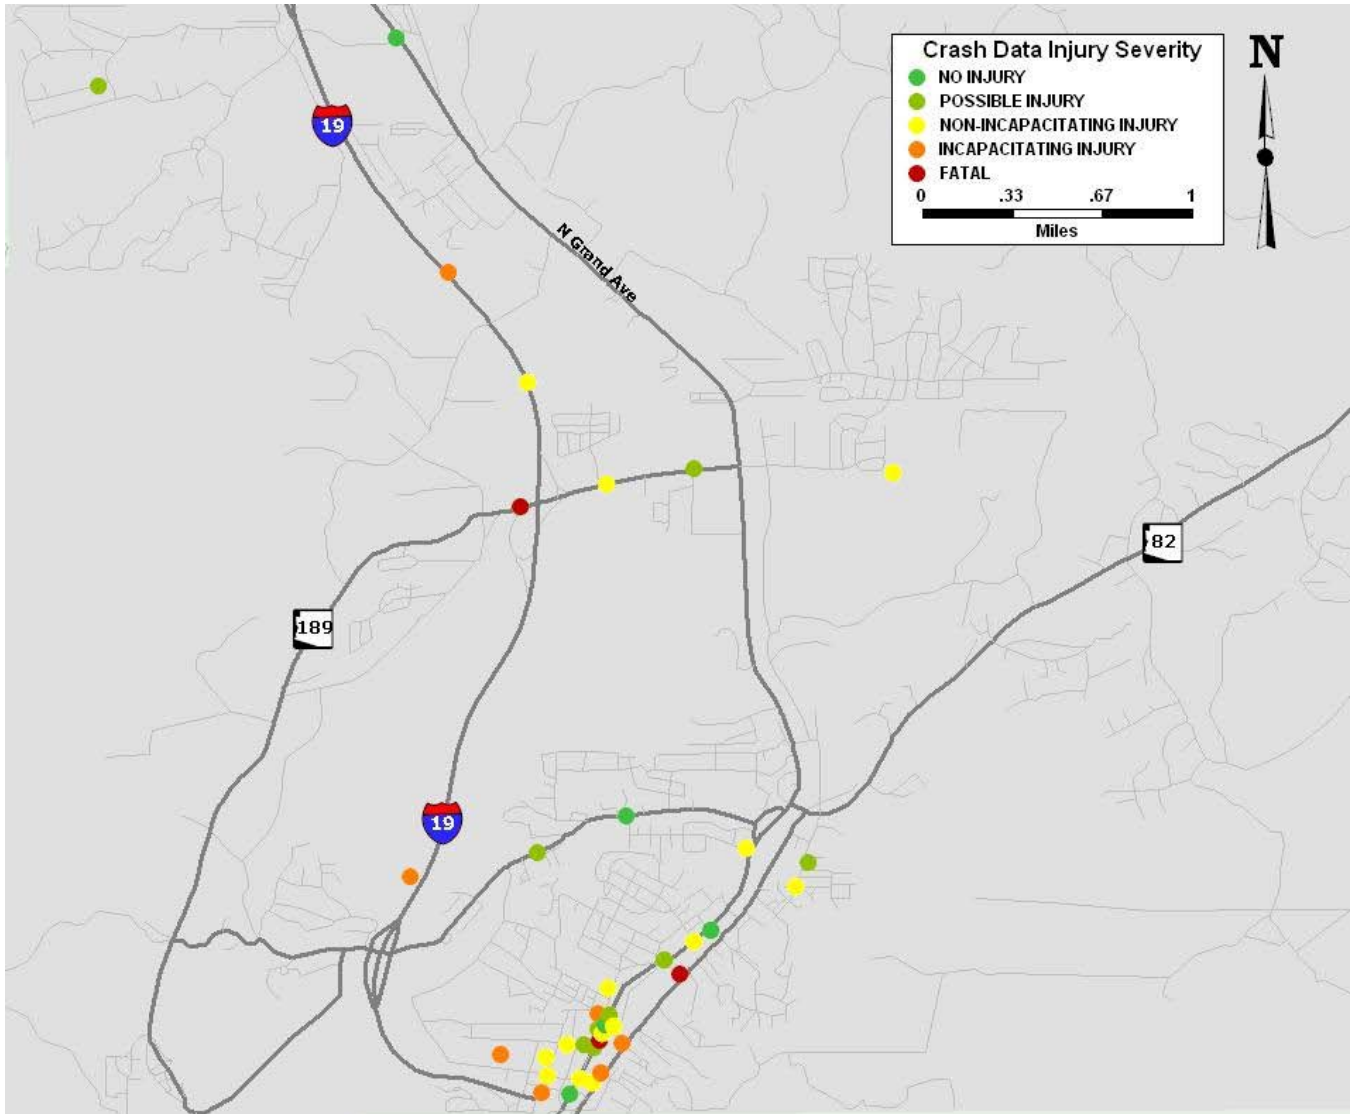 Crash Data Injury Severity
NO INJURY
POSSIBLE INJURY
NON-INCAPACITATING INJURY
INCAPACITATING INJURY
FATAL
0 .33 .67 1
Miles
N
19
N Grand Ave
82
189
19